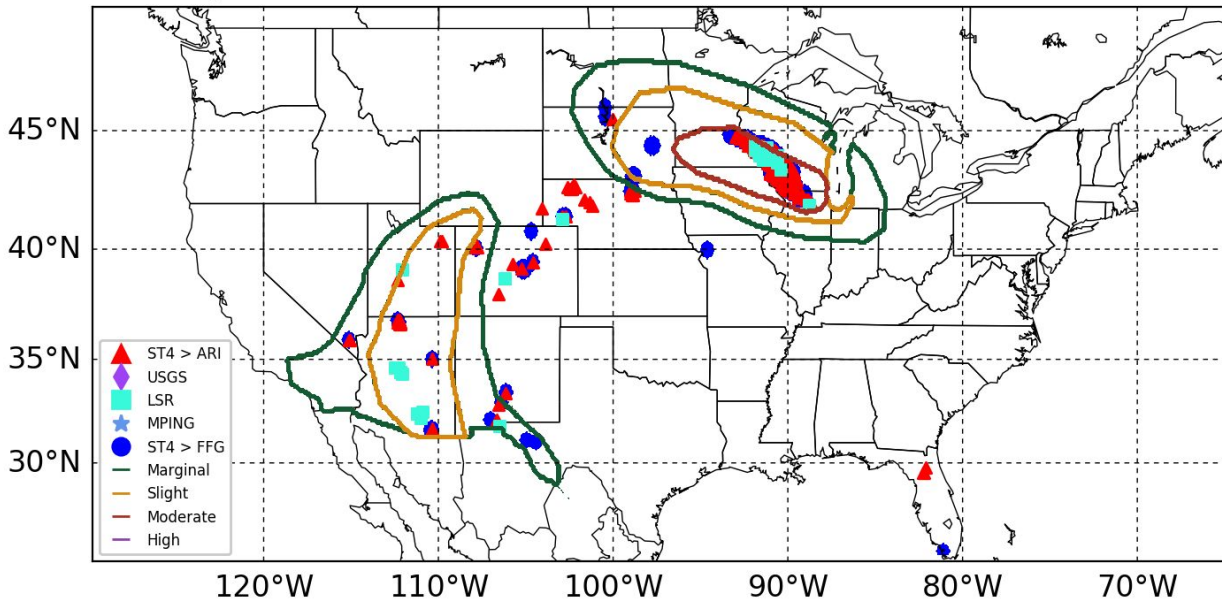 45°N
40°N
35°N
30°N
ST4 > ARI
USGS
LSR
MPING
ST4 > FFG
Marginal
Slight
Moderate
High
120°W 110°W 100°W 90°W 80°W 70°W